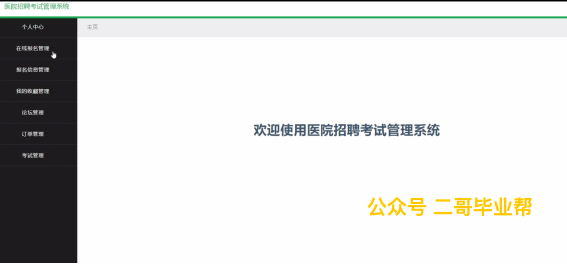 医院招聘考试管理系统
个人中心
主页
在线报名管理
报名信息管理
我的收藏管理
论坛管理
订单管理
考试管理
欢迎使用医院招聘考试管理系统
公众号 二哥毕业帮